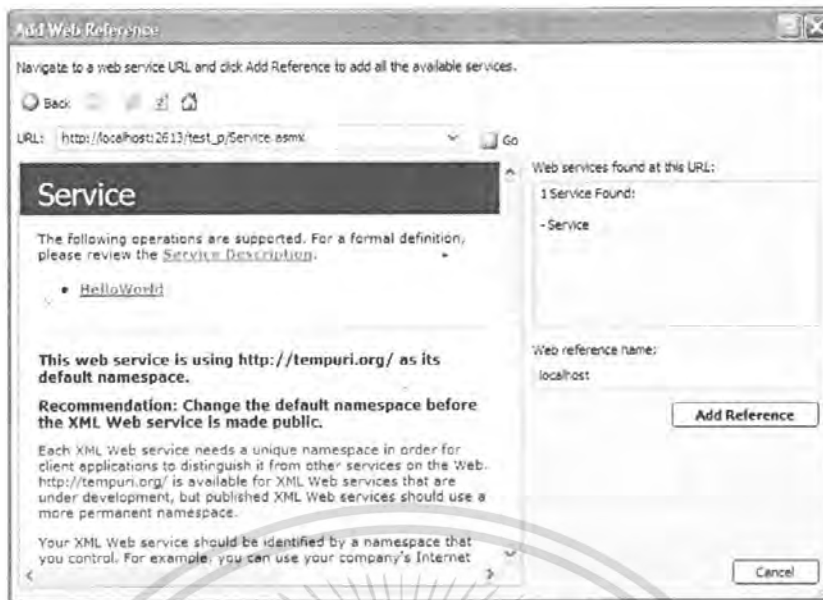 Add Web Reference
Navigate to a web service URL and click Add Reference to add all the available services.
Back
URL: http://localhost:2613/test_p/Service.asmx Go
Service
The following operations are supported. For a formal definition,
please review the Service Description.
• HelloWorld
This web service is using http://tempuri.org/ as its
default namespace.
Recommendation: Change the default namespace before
the XML Web service is made public.
Each XML Web service needs a unique namespace in order for
client applications to distinguish it from other services on the Web.
http://tempuri.org/ is available for XML Web services that are
under development, but published XML Web services should use a
more permanent namespace.
Your XML Web service should be identified by a namespace that
you control. For example, you can use your company's Internet
Web services found at this URL:
1 Service Found:
- Service
Web reference name:
localhost
Add Reference
Cancel